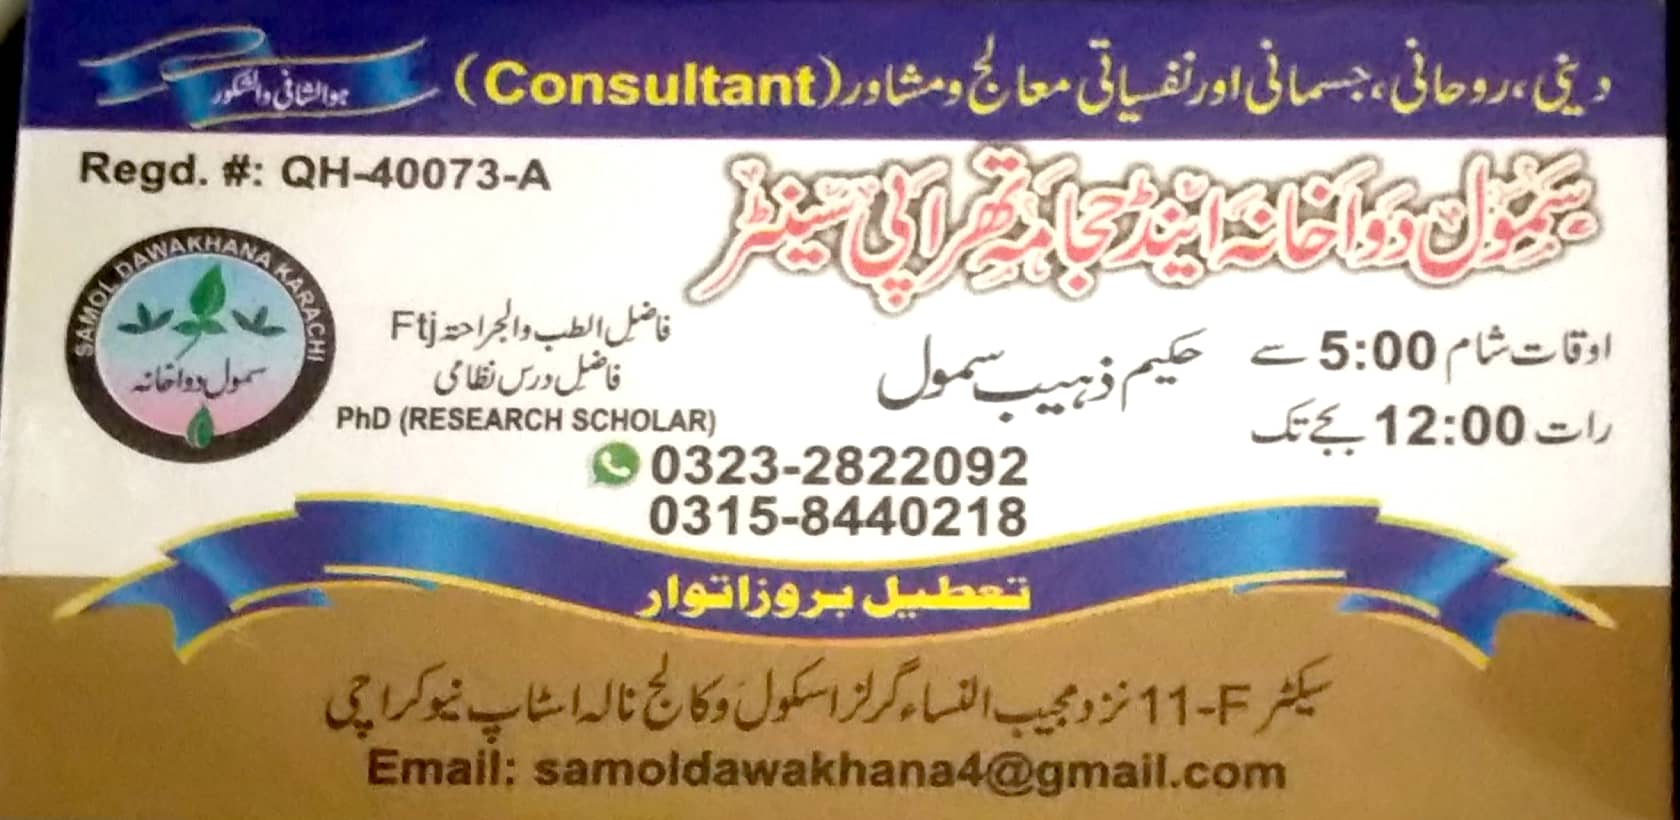 ھوالشافی والشکور
دینی، روحانی، جسمانی اور نفسیاتی معالج ومشاور (Consultant)
Regd. #: QH-40073-A
سمول دواخانہ اینڈ حجامہ تھراپی سینٹر
SAMOL DAWAKHANA KARACHI
سمول دواخانہ
فاضل الطب والجراحتہ Ftj
فاضل درس نظامی
PhD (RESEARCH SCHOLAR)
حکیم ذہیب سمول
اوقات شام 5:00 سے
رات 12:00 بجے تک
0323-2822092
0315-8440218
تعطیل بروز اتوار
سیکٹر 11-F نزد مجیب النساء گرلز اسکول وکالج نالہ اسٹاپ نیو کراچی
Email: samoldawakhana4@gmail.com